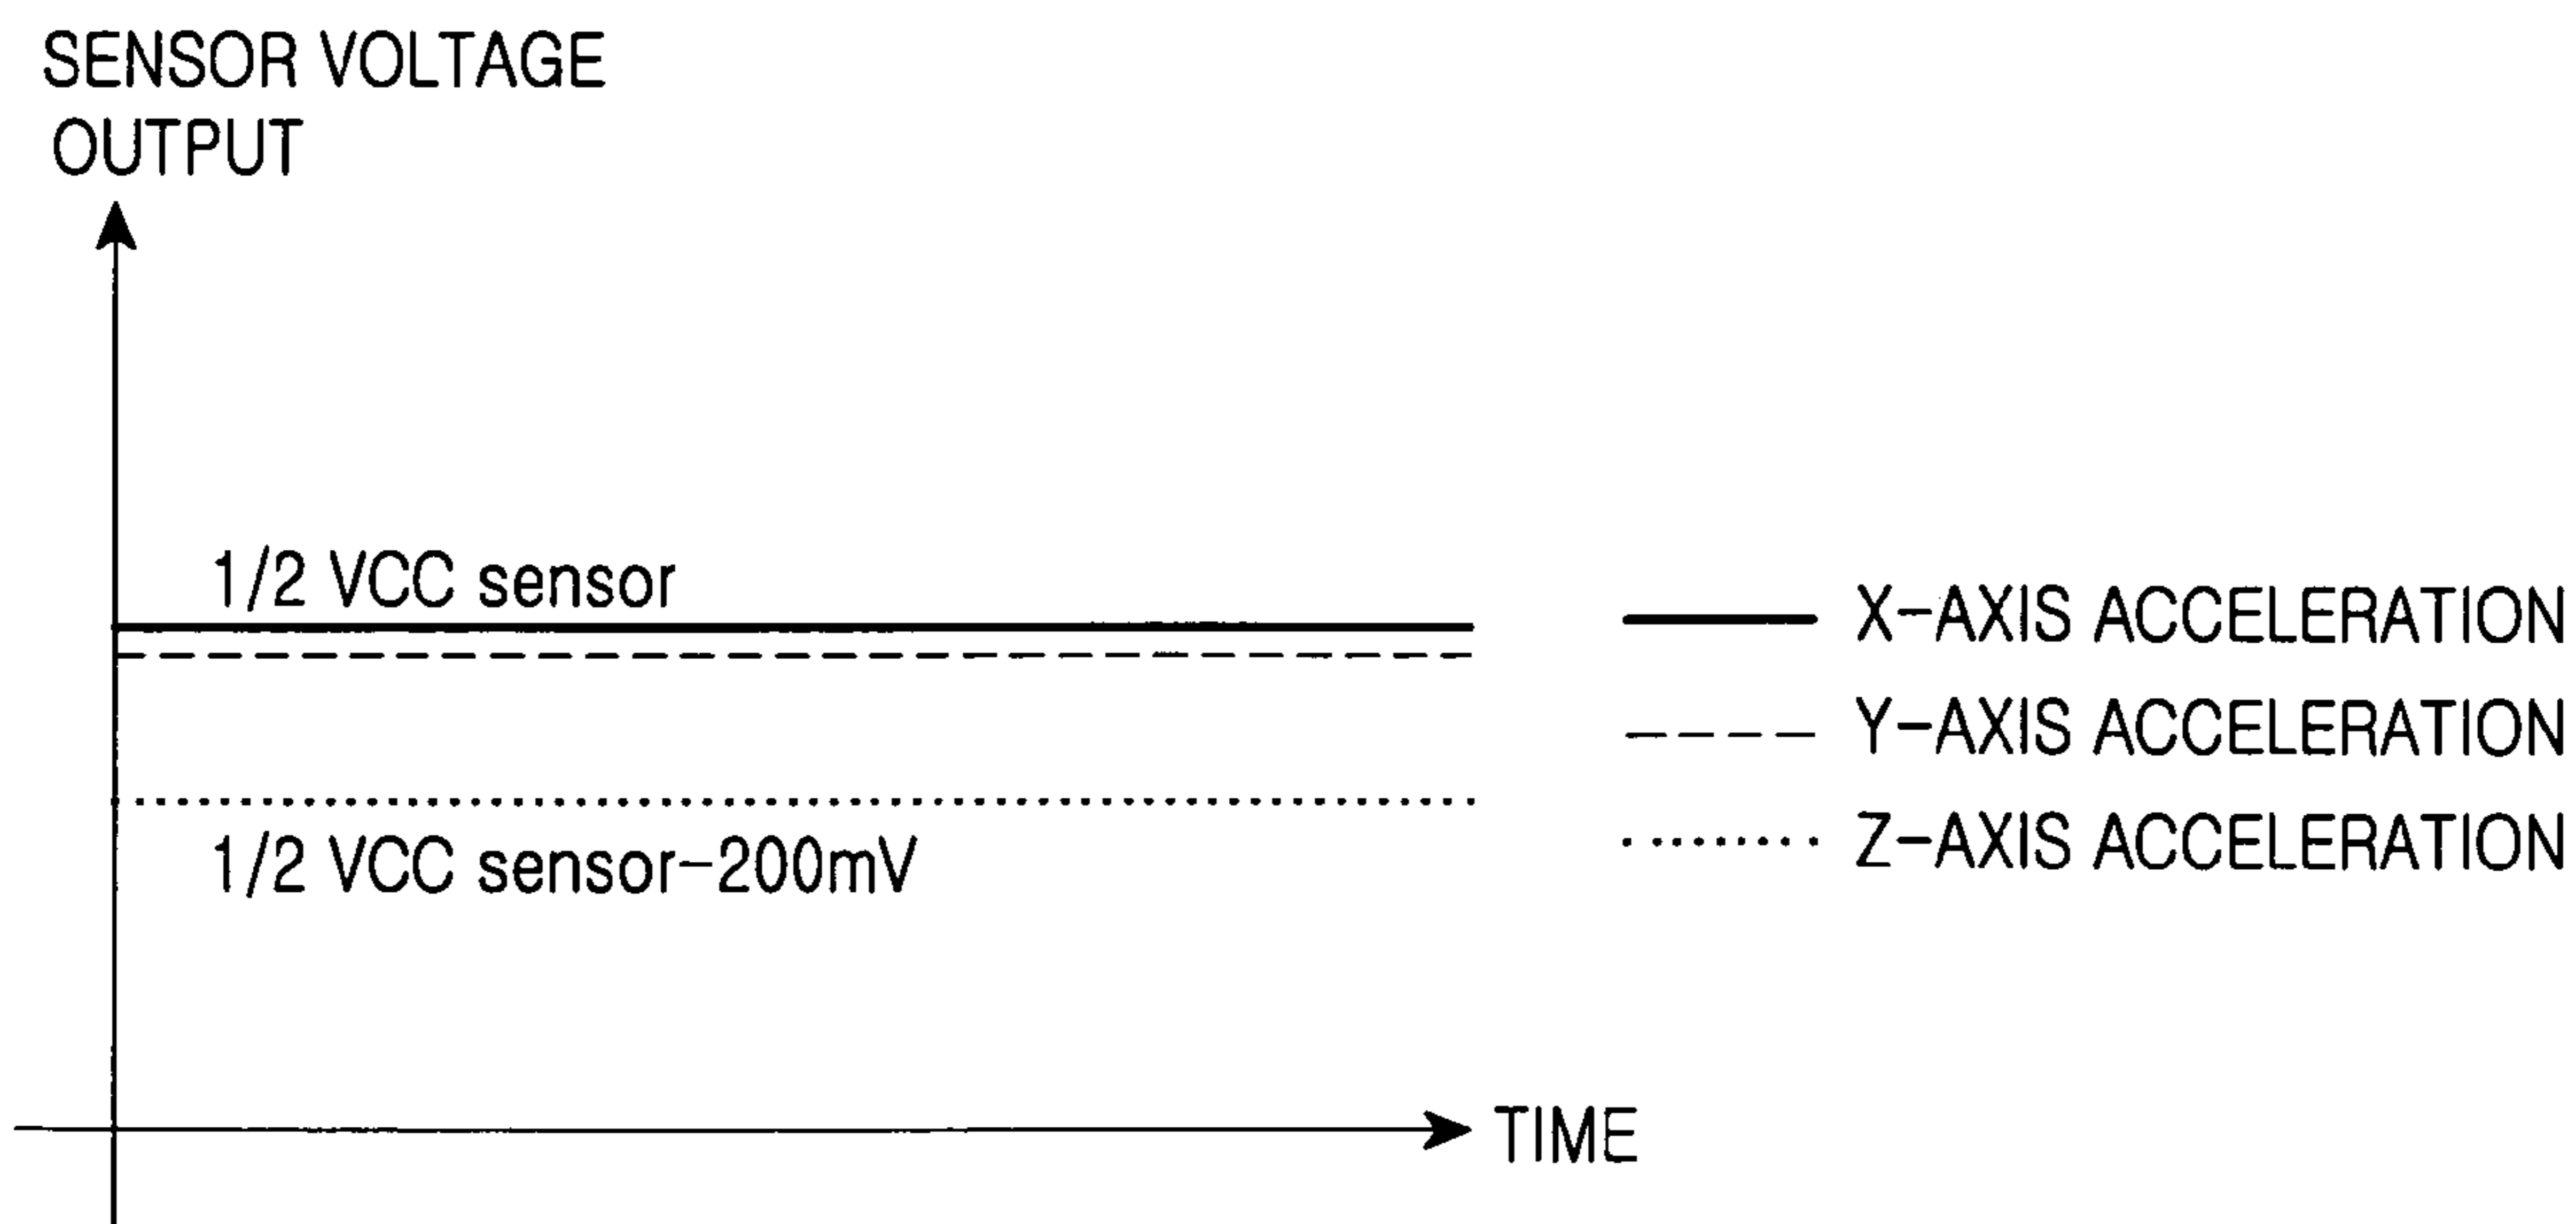 SENSOR VOLTAGE
OUTPUT
1/2 VCC sensor
X-AXIS ACCELERATION
Y-AXIS ACCELERATION
Z-AXIS ACCELERATION
1/2 VCC sensor-200mV
TIME